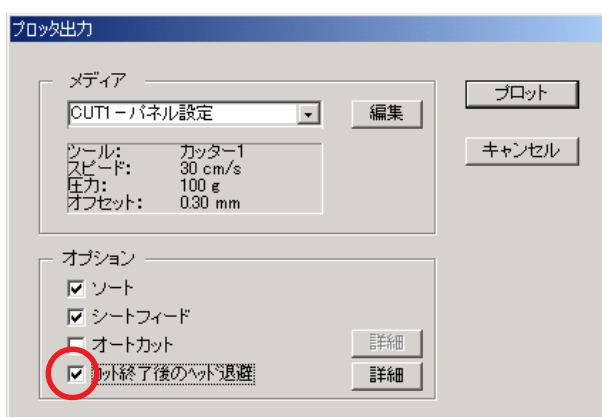 プロッタ出力
メディア
CUT1－パネル設定
編集
プロット
キャンセル
ツール: カッター1
スピード: 30 cm/s
圧力: 100 g
オフセット: 0.30 mm
オプション
ソート
シートフィード
オートカット
詳細
カット終了後のヘッド退避
詳細